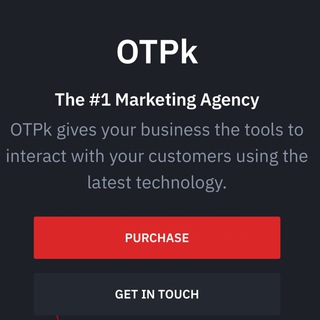 OTPk
The #1 Marketing Agency
OTPk gives your business the tools to
interact with your customers using the
latest technology.
PURCHASE
GET IN TOUCH